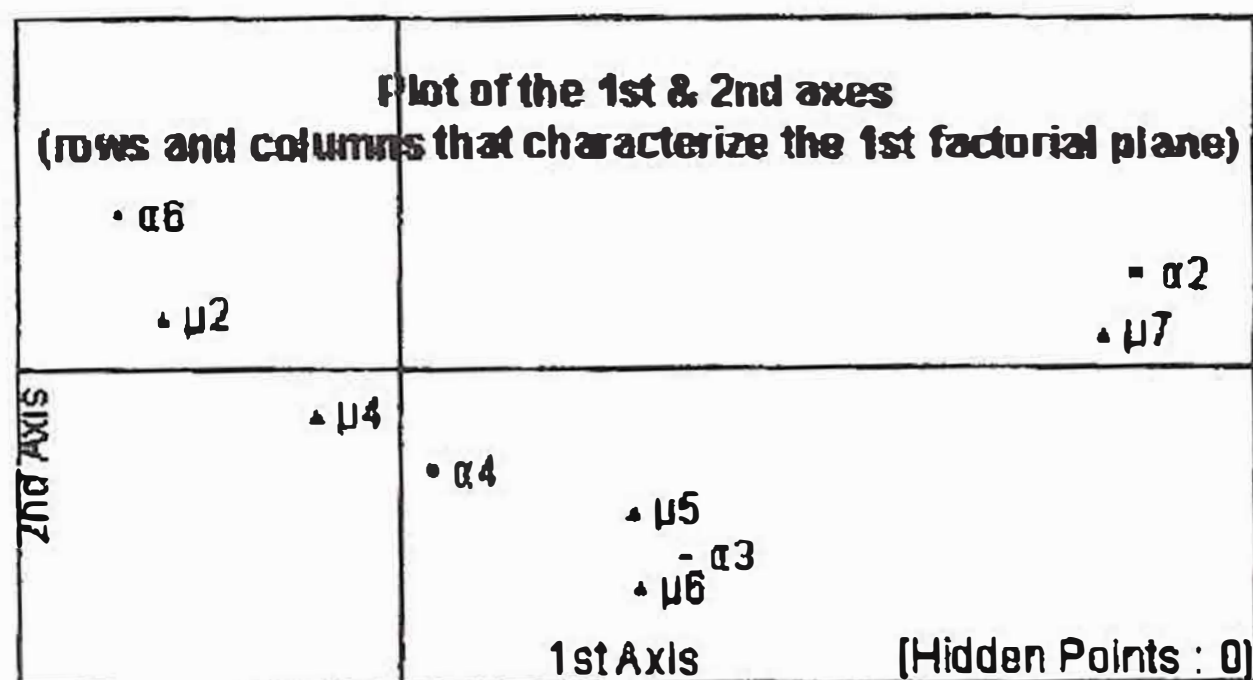 Plot of the 1st & 2nd axes
(rows and columns that characterize the 1st factorial plane)
α6
α2
μ2
μ7
μ4
2nd Axis
α4
μ5
α3
μ6
1st Axis
[Hidden Points : 0]